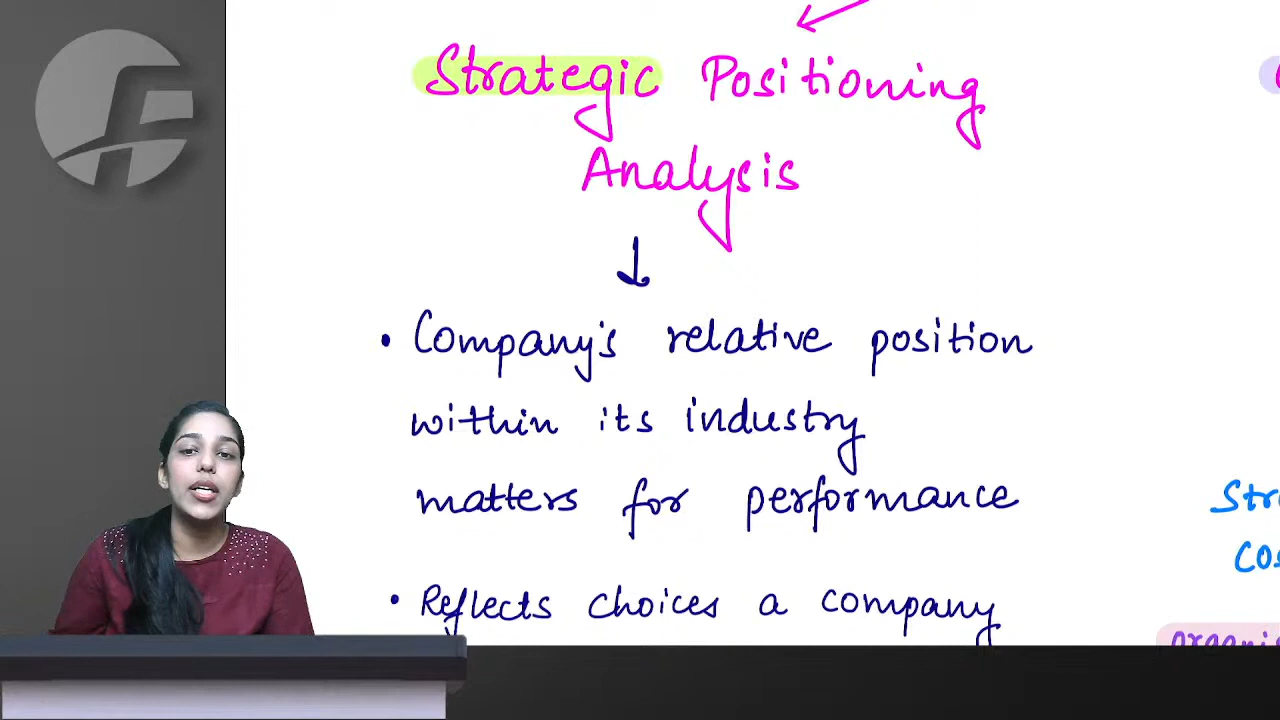 Strategic Positioning
Analysis
• Company's relative position
within its industry
matters for performance
• Reflects choices a company